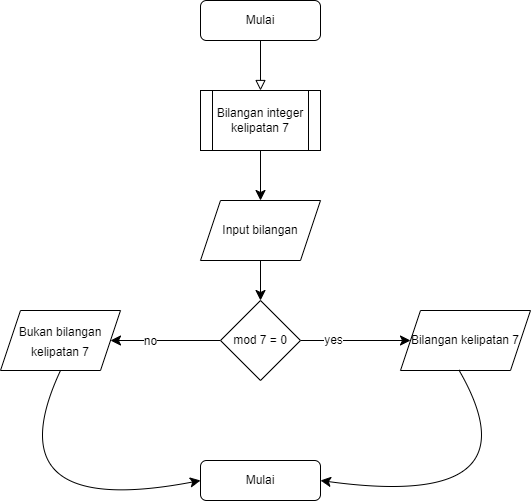 Mulai
Bilangan integer
kelipatan 7
Input bilangan
mod 7 = 0
no
yes
Bukan bilangan
kelipatan 7
Bilangan kelipatan 7
Mulai